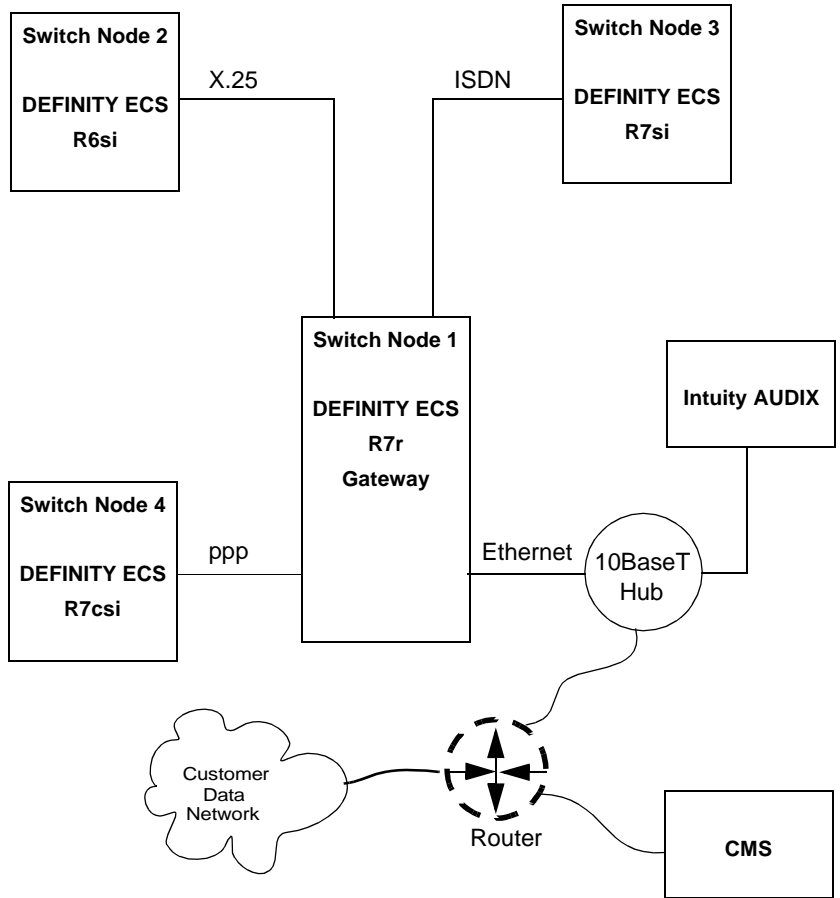 Switch Node 2
DEFINITY ECS
R6si
X.25
ISDN
Switch Node 3
DEFINITY ECS
R7si
Switch Node 1
DEFINITY ECS
R7r
Gateway
Intuity AUDIX
Switch Node 4
DEFINITY ECS
R7csi
ppp
Ethernet
10BaseT
Hub
Customer
Data
Network
Router
CMS